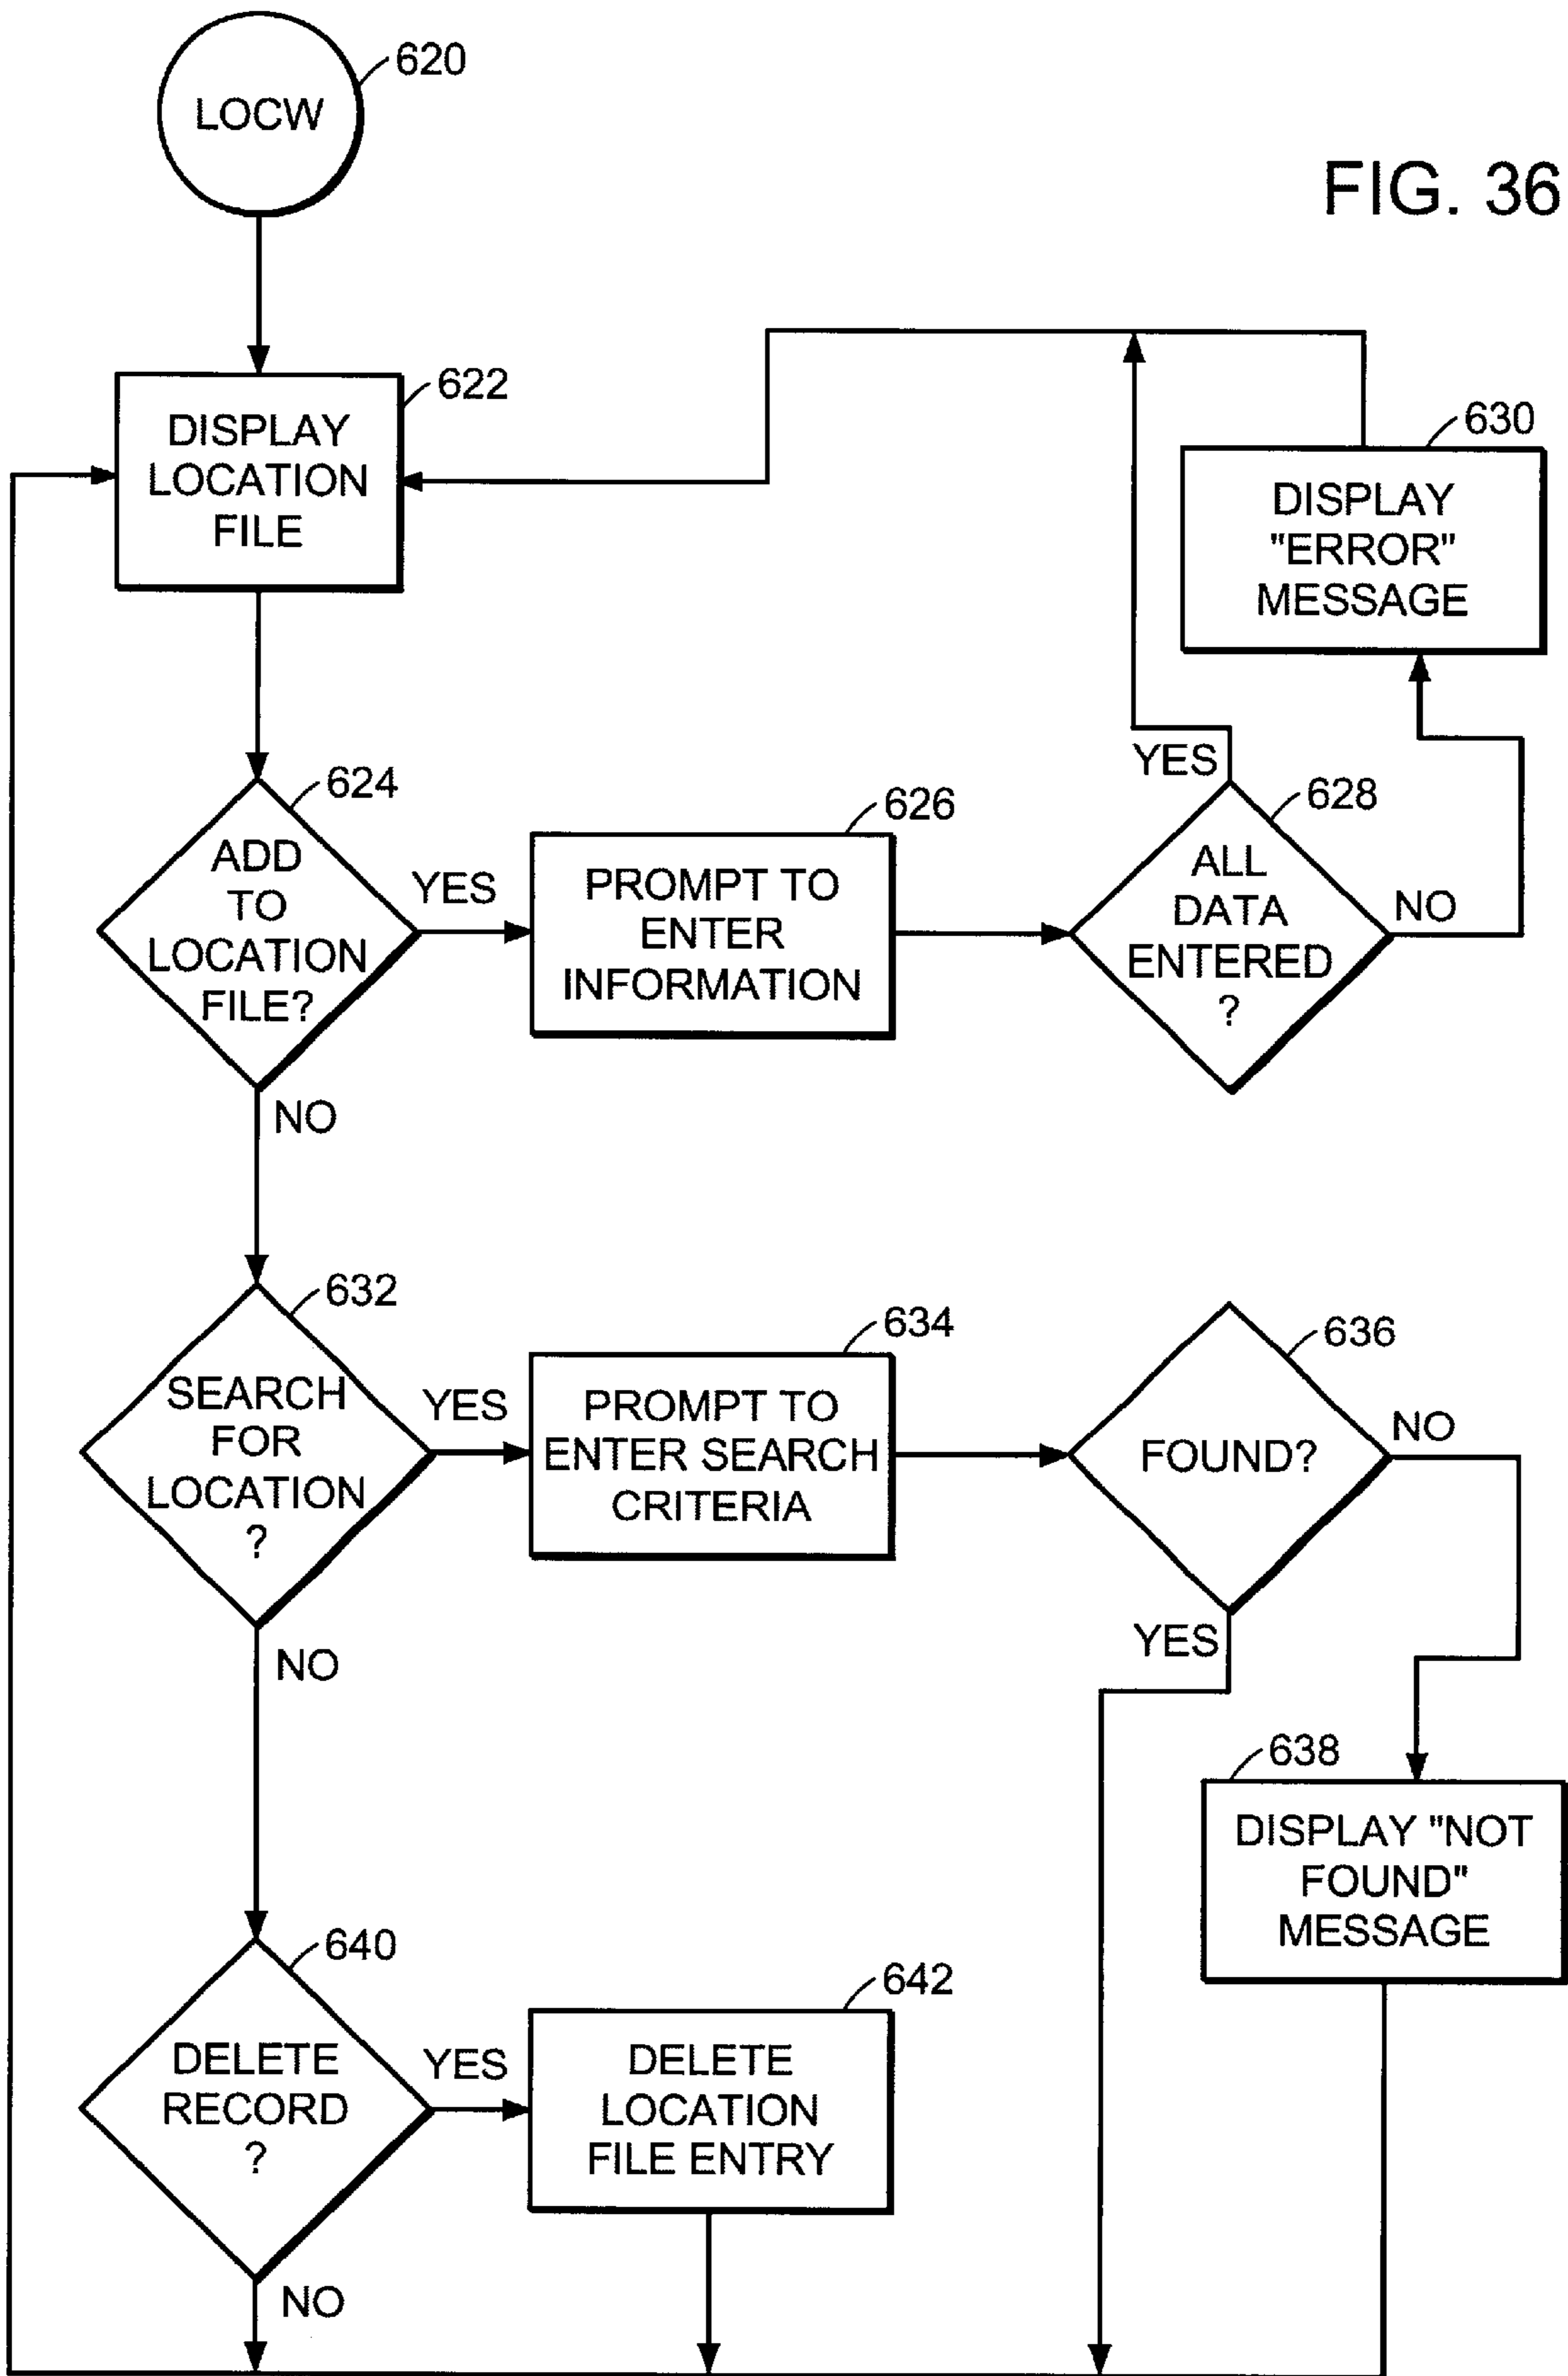 620
LOCW
FIG. 36
622
DISPLAY
LOCATION
FILE
630
DISPLAY
"ERROR"
MESSAGE
624
ADD
TO
LOCATION
FILE?
YES
626
PROMPT TO
ENTER
INFORMATION
YES
628
ALL
DATA
ENTERED
?
NO
NO
632
SEARCH
FOR
LOCATION
?
YES
634
PROMPT TO
ENTER SEARCH
CRITERIA
636
FOUND?
NO
YES
NO
638
DISPLAY "NOT
FOUND"
MESSAGE
640
DELETE
RECORD
?
YES
642
DELETE
LOCATION
FILE ENTRY
NO